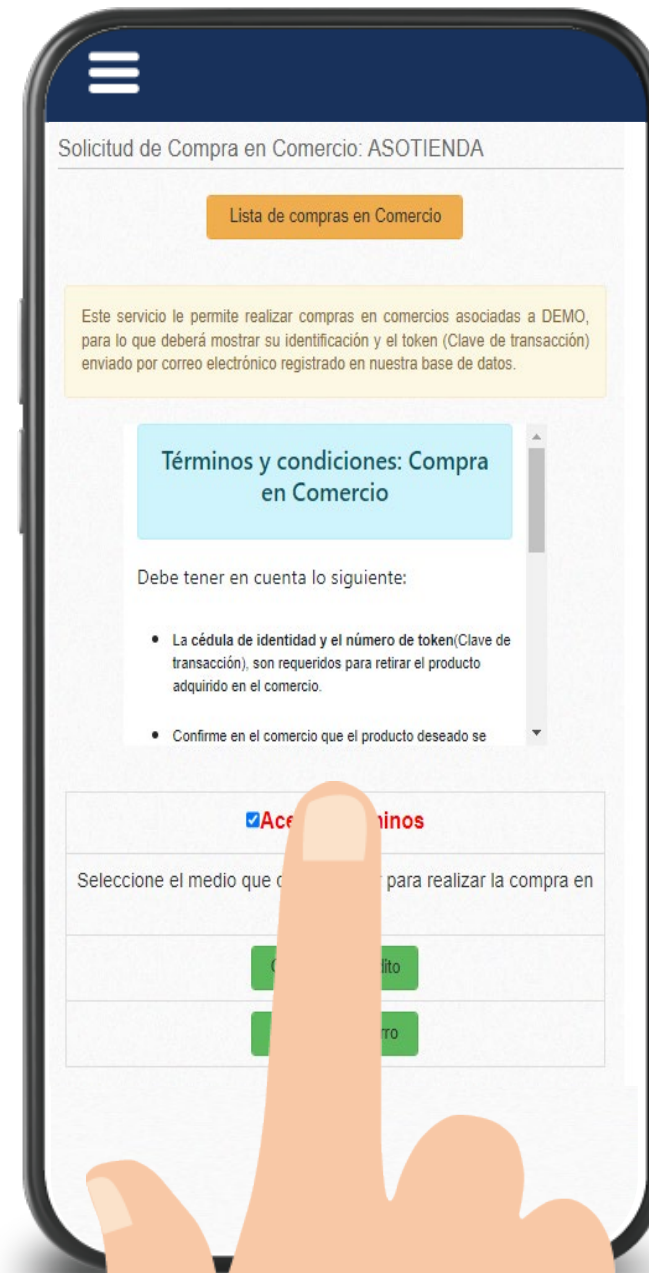 Solicitud de Compra en Comercio: ASOTIENDA
Lista de compras en Comercio
Este servicio le permite realizar compras en comercios asociadas a DEMO,
para lo que deberá mostrar su identificación y el token (Clave de transacción)
enviado por correo electrónico registrado en nuestra base de datos.
Términos y condiciones: Compra
en Comercio
Debe tener en cuenta lo siguiente:
La cédula de identidad y el número de token(Clave de
transacción), son requeridos para retirar el producto
adquirido en el comercio.
Confirme en el comercio que el producto deseado se
Seleccione el medio que para realizar la compra en